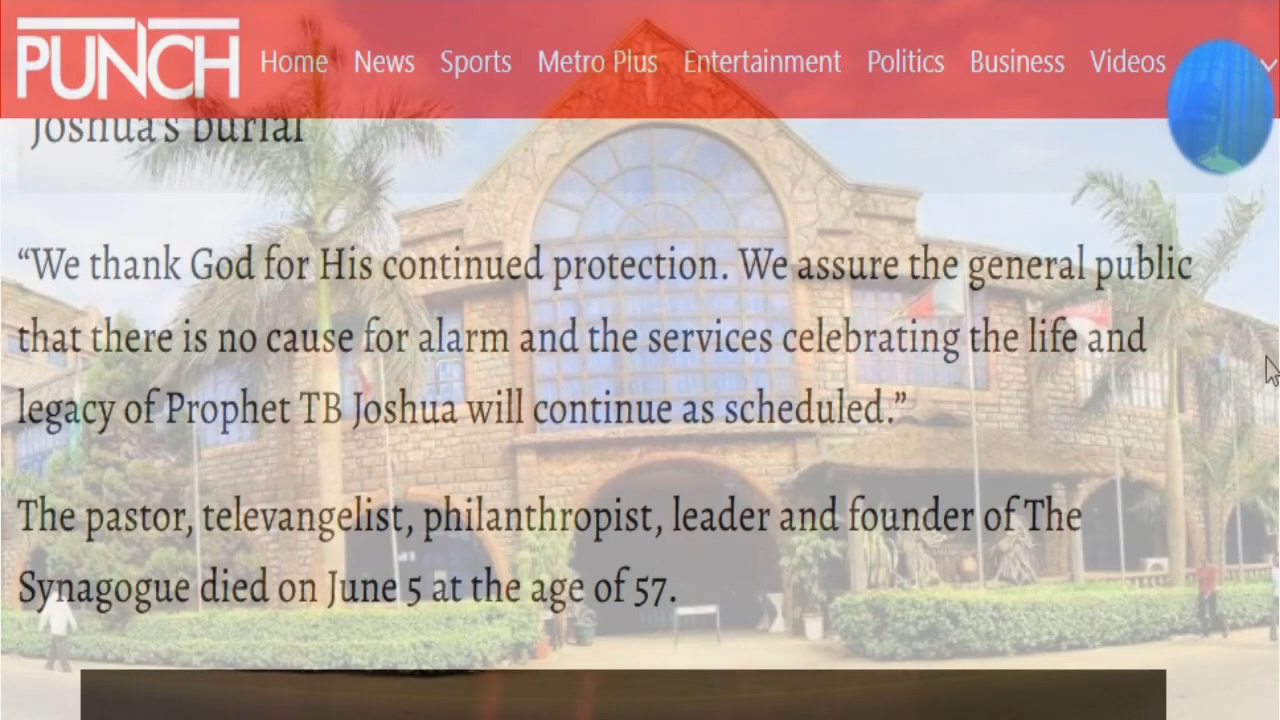 PUNCH Home News Sports Metro Plus Entertainment Politics Business Videos
Joshua's burial
“We thank God for His continued protection. We assure the general public
that there is no cause for alarm and the services celebrating the life and
legacy of Prophet TB Joshua will continue as scheduled.”
The pastor, televangelist, philanthropist, leader and founder of The
Synagogue died on June 5 at the age of 57.